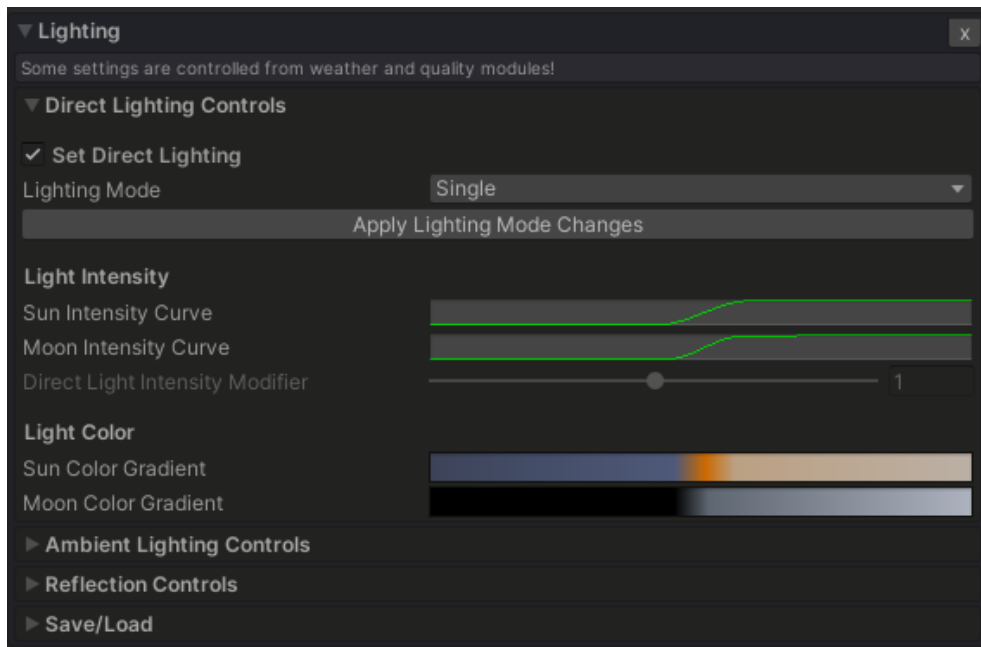 Lighting
x
Some settings are controlled from weather and quality modules!
Direct Lighting Controls
Set Direct Lighting
Lighting Mode Single
Apply Lighting Mode Changes
Light Intensity
Sun Intensity Curve
Moon Intensity Curve
Direct Light Intensity Modifier 1
Light Color
Sun Color Gradient
Moon Color Gradient
Ambient Lighting Controls
Reflection Controls
Save/Load